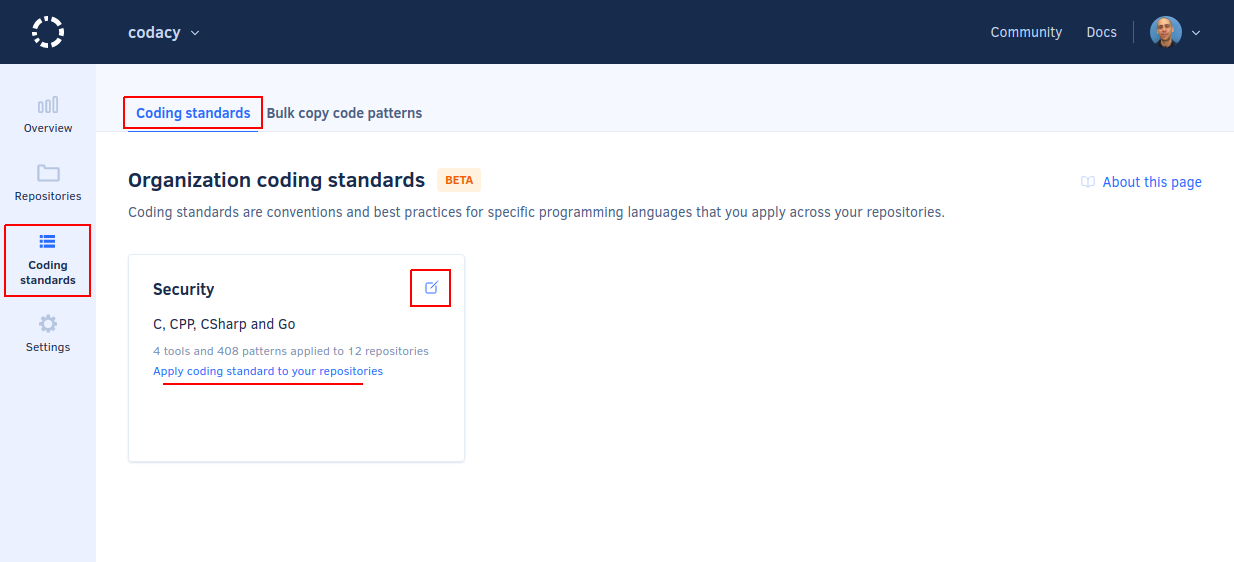 codacy
Community
Docs
Overview
Repositories
Coding
standards
Settings
Coding standards
Bulk copy code patterns
Organization coding standards
BETA
About this page
Coding standards are conventions and best practices for specific programming languages that you apply across your repositories.
Security
C, CPP, CSharp and Go
4 tools and 408 patterns applied to 12 repositories
Apply coding standard to your repositories